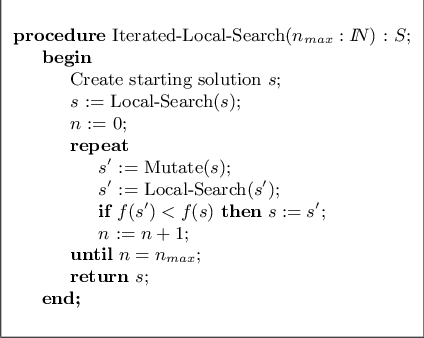 procedure Iterated-Local-Search(n_max : ℕ) : S;
begin
Create starting solution s;
s := Local-Search(s);
n := 0;
repeat
s′ := Mutate(s);
s′ := Local-Search(s′);
if f(s′) < f(s) then s := s′;
n := n + 1;
until n = n_max;
return s;
end;